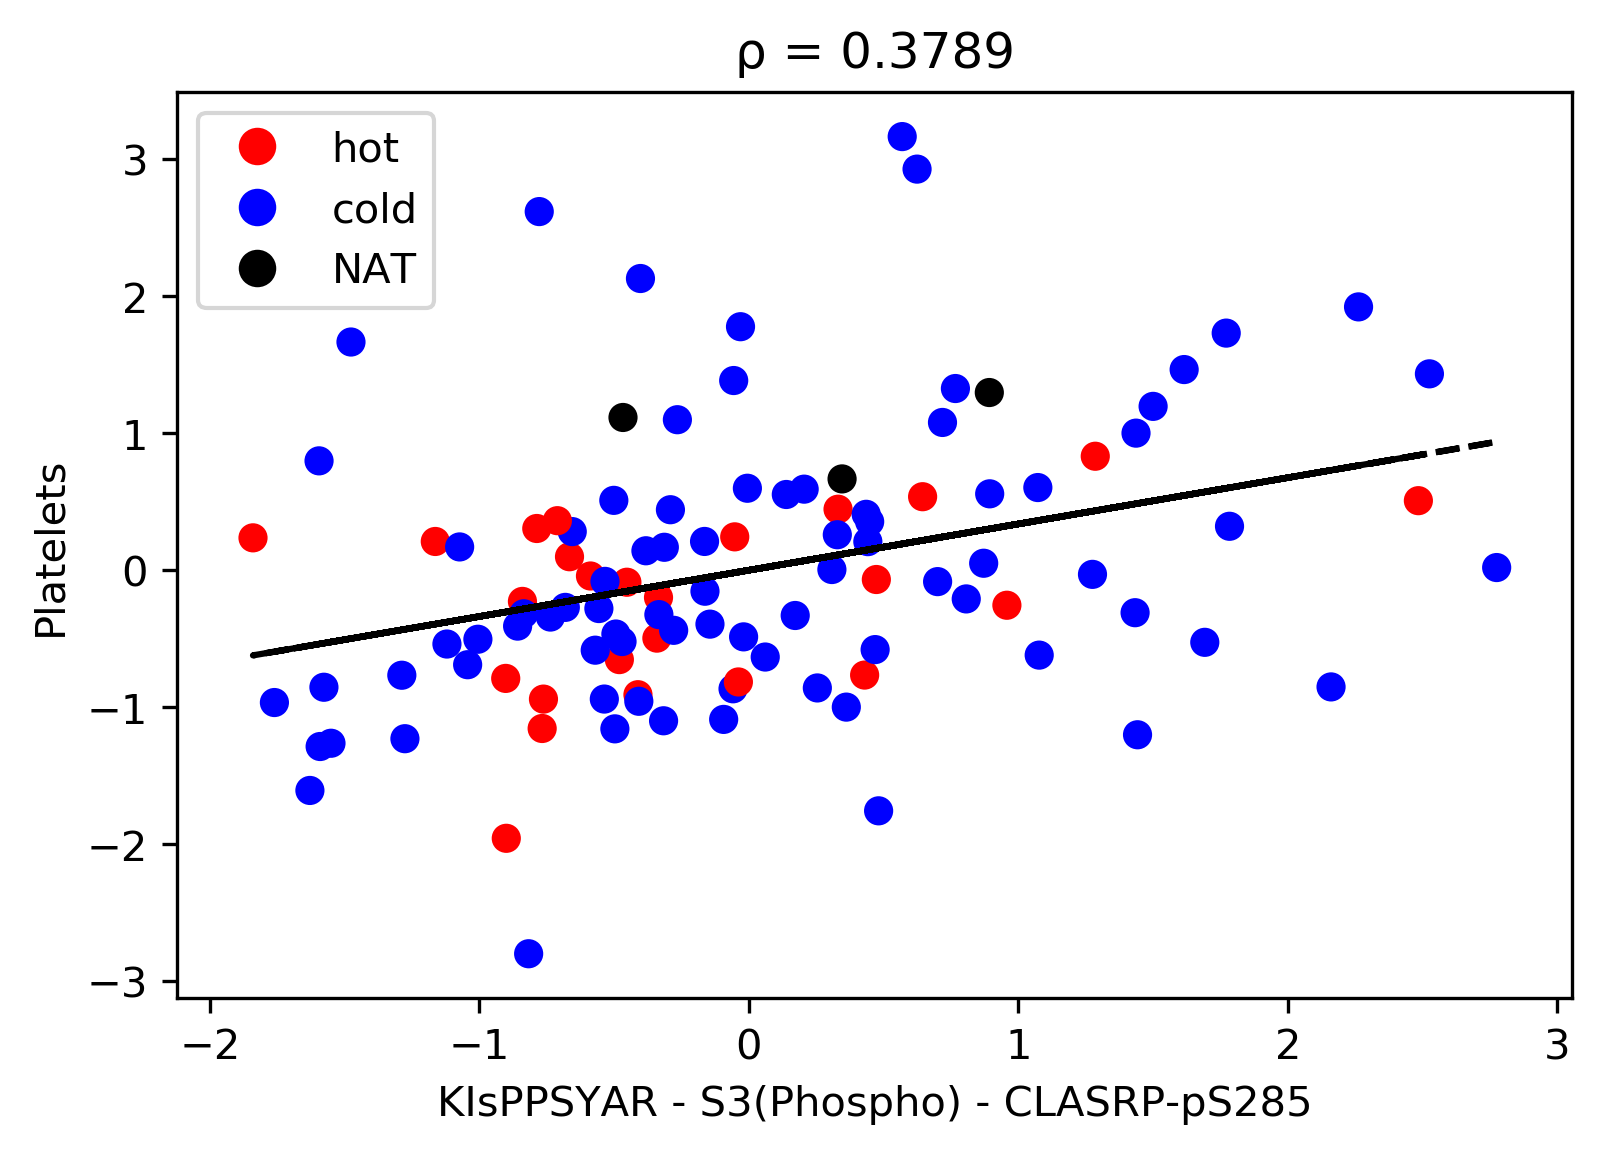 ρ = 0.3789
hot
cold
NAT
Platelets
3
2
1
0
−1
−2
−3
−2
−1
0
1
2
3
KIsPPSYAR - S3(Phospho) - CLASRP-pS285